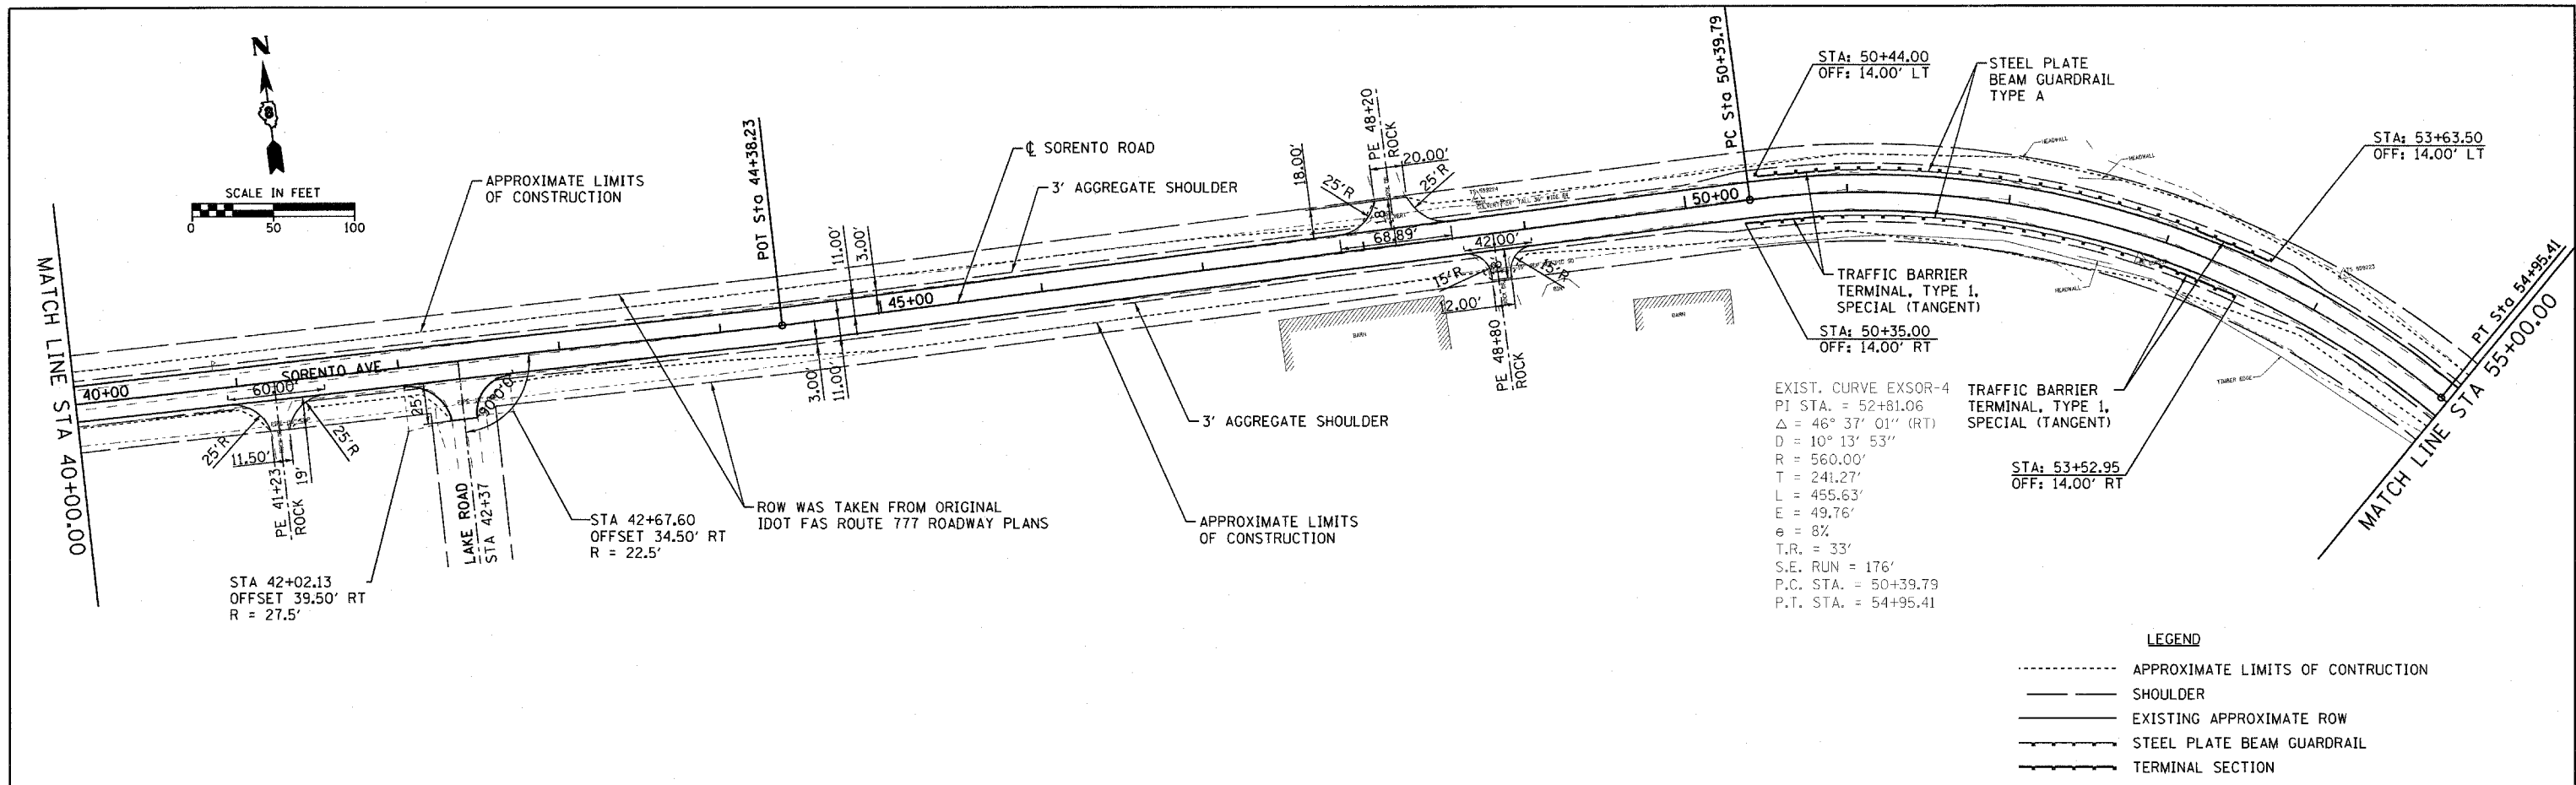 N
SCALE IN FEET
0 50 100
MATCH LINE STA 40+00.00
40+00
SORENTO AVE
60.00'
25'R
11.50'
25'R
19'
PE 41+23
ROCK
25'
LAKE ROAD
STA 42+37
STA 42+02.13
OFFSET 39.50' RT
R = 27.5'
STA 42+67.60
OFFSET 34.50' RT
R = 22.5'
APPROXIMATE LIMITS
OF CONSTRUCTION
ROW WAS TAKEN FROM ORIGINAL
IDOT FAS ROUTE 777 ROADWAY PLANS
POT Sta 44+38.23
11.00'
3.00'
3.00'
11.00'
45+00
℄ SORENTO ROAD
3' AGGREGATE SHOULDER
3' AGGREGATE SHOULDER
APPROXIMATE LIMITS
OF CONSTRUCTION
18.00'
25'R
PE 48+20
ROCK
20.00'
25'R
68.89'
42.00'
15'R
15'R
12.00'
PE 48+80
ROCK
BARN
BARN
50+00
PC Sta 50+39.79
STA: 50+44.00
OFF: 14.00' LT
STEEL PLATE
BEAM GUARDRAIL
TYPE A
HEADWALL
HEADWALL
HEADWALL
STA: 53+63.50
OFF: 14.00' LT
TRAFFIC BARRIER
TERMINAL, TYPE 1,
SPECIAL (TANGENT)
STA: 50+35.00
OFF: 14.00' RT
TIMBER EDGE
PT Sta 54+95.41
MATCH LINE STA 55+00.00
EXIST. CURVE EXSOR-4
PI STA. = 52+81.06
Δ = 46° 37' 01" (RT)
D = 10° 13' 53"
R = 560.00'
T = 241.27'
L = 455.63'
E = 49.76'
e = 8%
T.R. = 33'
S.E. RUN = 176'
P.C. STA. = 50+39.79
P.T. STA. = 54+95.41
TRAFFIC BARRIER
TERMINAL, TYPE 1,
SPECIAL (TANGENT)
STA: 53+52.95
OFF: 14.00' RT
LEGEND
APPROXIMATE LIMITS OF CONTRUCTION
SHOULDER
EXISTING APPROXIMATE ROW
STEEL PLATE BEAM GUARDRAIL
TERMINAL SECTION